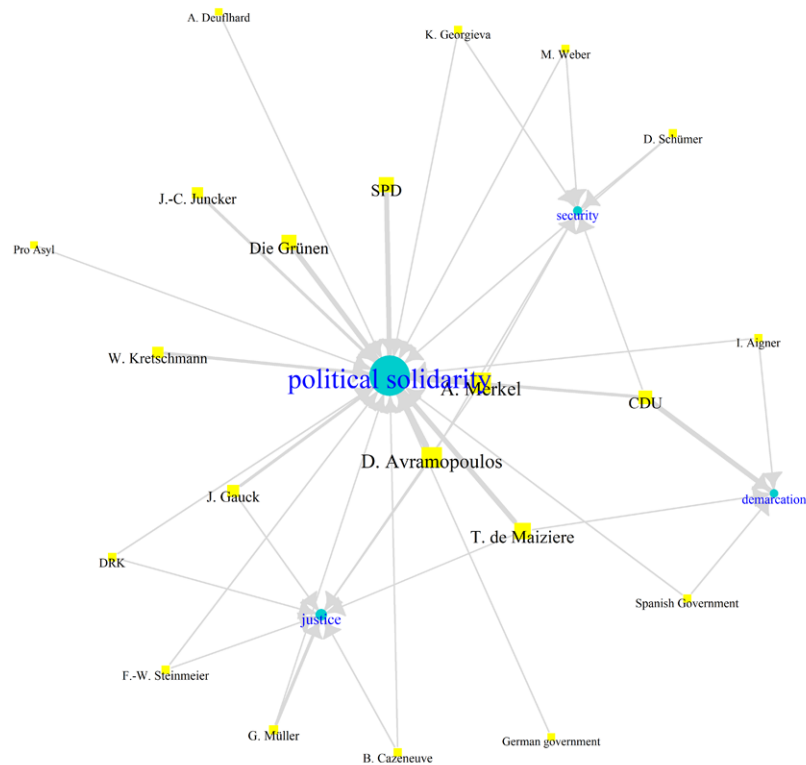 A. Deuflhard
K. Georgieva
M. Weber
D. Schümer
SPD
J.-C. Juncker
security
Die Grünen
Pro Asyl
I. Aigner
W. Kretschmann
political solidarity
A. Merkel
CDU
D. Avramopoulos
J. Gauck
demarcation
T. de Maiziere
DRK
Spanish Government
justice
F.-W. Steinmeier
G. Müller
German government
B. Cazeneuve